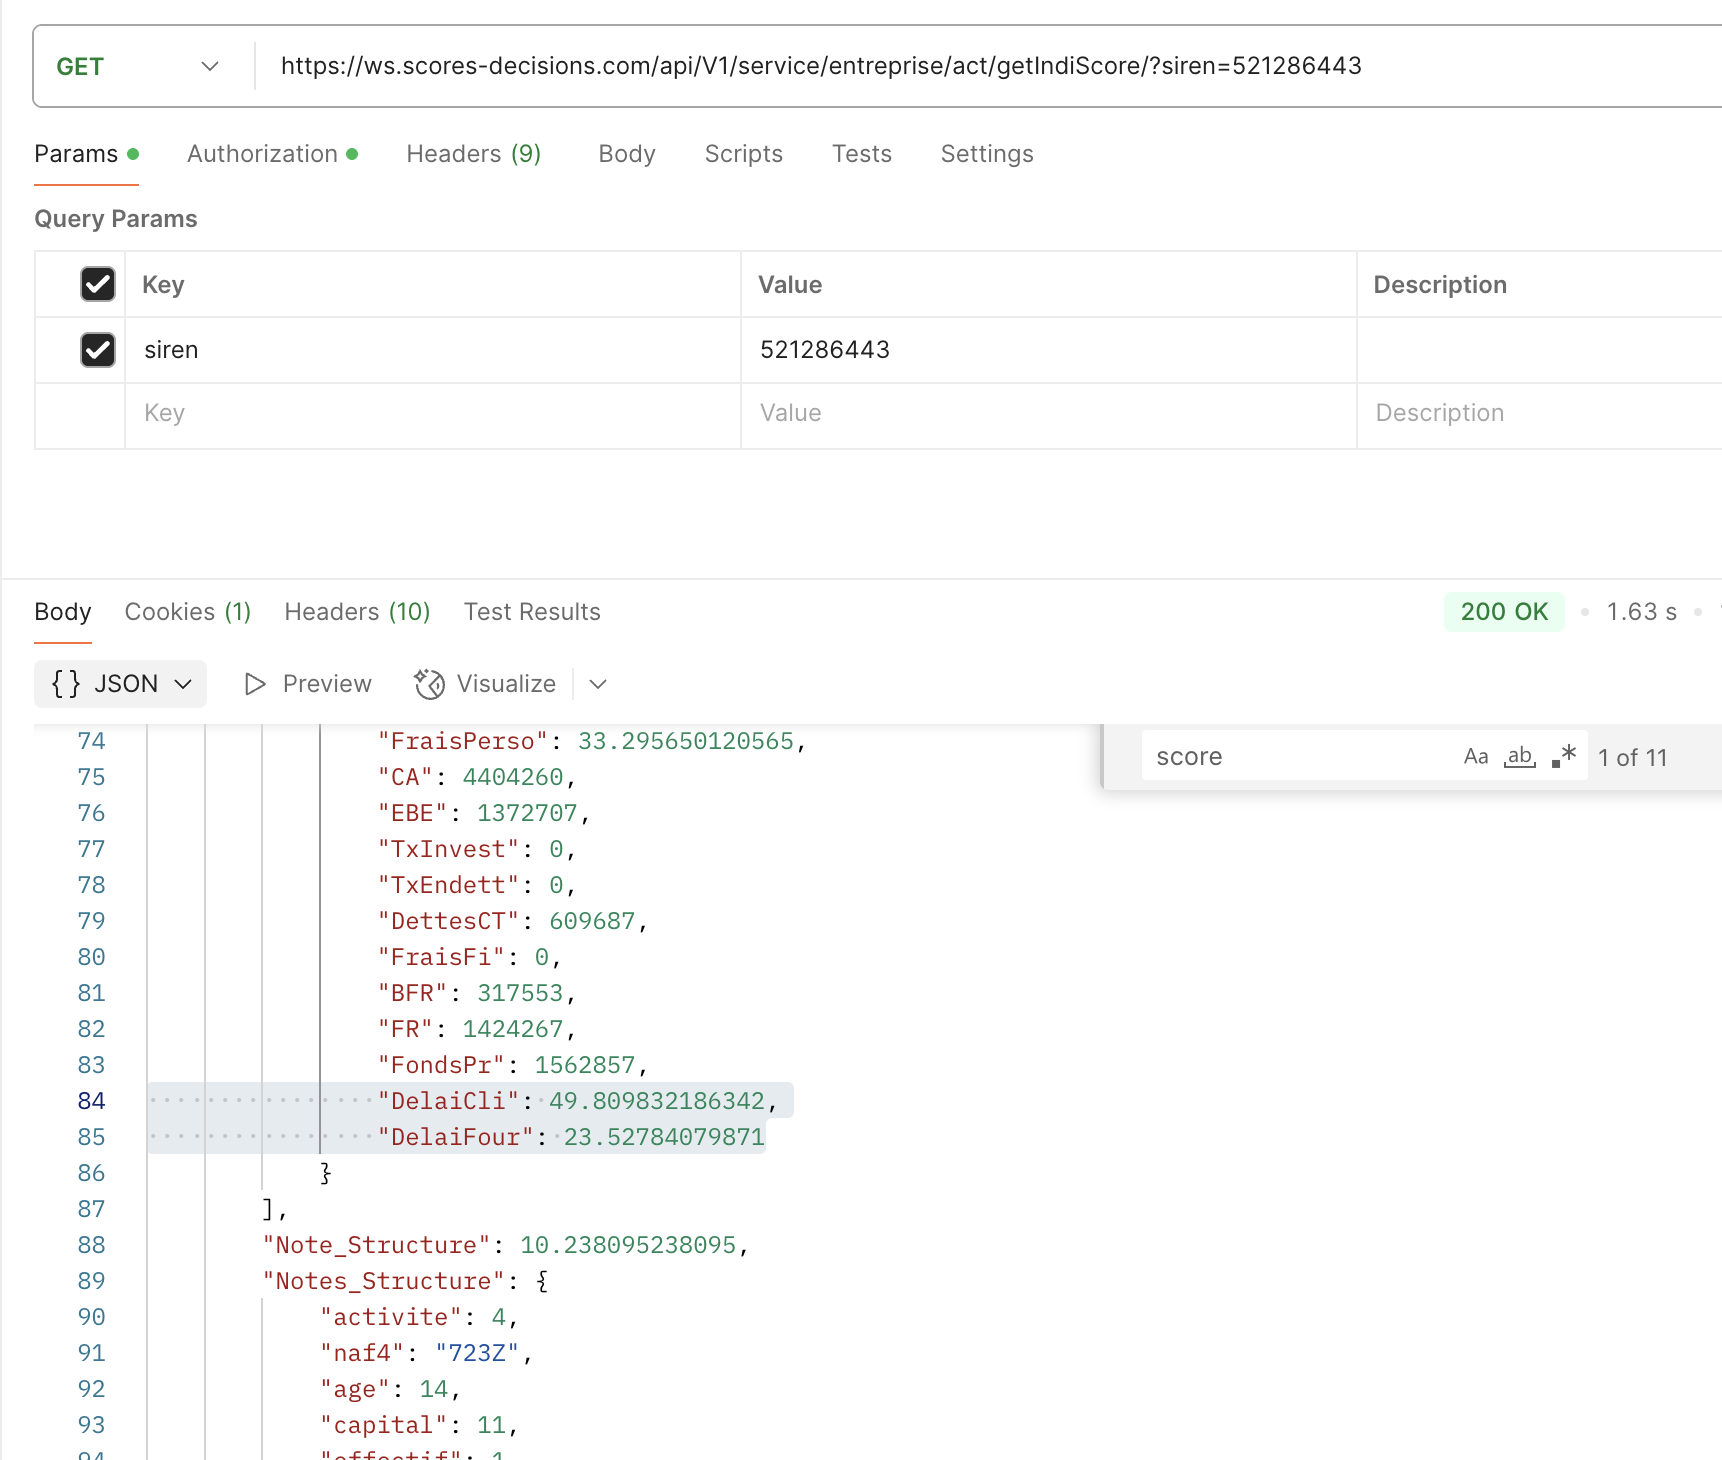 GET https://ws.scores-decisions.com/api/V1/service/entreprise/act/getIndiScore/?siren=521286443
Params Authorization Headers (9) Body Scripts Tests Settings
Query Params
Key Value Description
siren 521286443
Key Value Description
Body Cookies (1) Headers (10) Test Results 200 OK • 1.63 s •
{} JSON Preview Visualize
score Aa ab .* 1 of 11
74 "FraisPerso": 33.295650120565,
75 "CA": 4404260,
76 "EBE": 1372707,
77 "TxInvest": 0,
78 "TxEndett": 0,
79 "DettesCT": 609687,
80 "FraisFi": 0,
81 "BFR": 317553,
82 "FR": 1424267,
83 "FondsPr": 1562857,
84 "DelaiCli": 49.809832186342,
85 "DelaiFour": 23.52784079871
86 }
87 ],
88 "Note_Structure": 10.238095238095,
89 "Notes_Structure": {
90 "activite": 4,
91 "naf4": "723Z",
92 "age": 14,
93 "capital": 11,
94 "effectif": 1